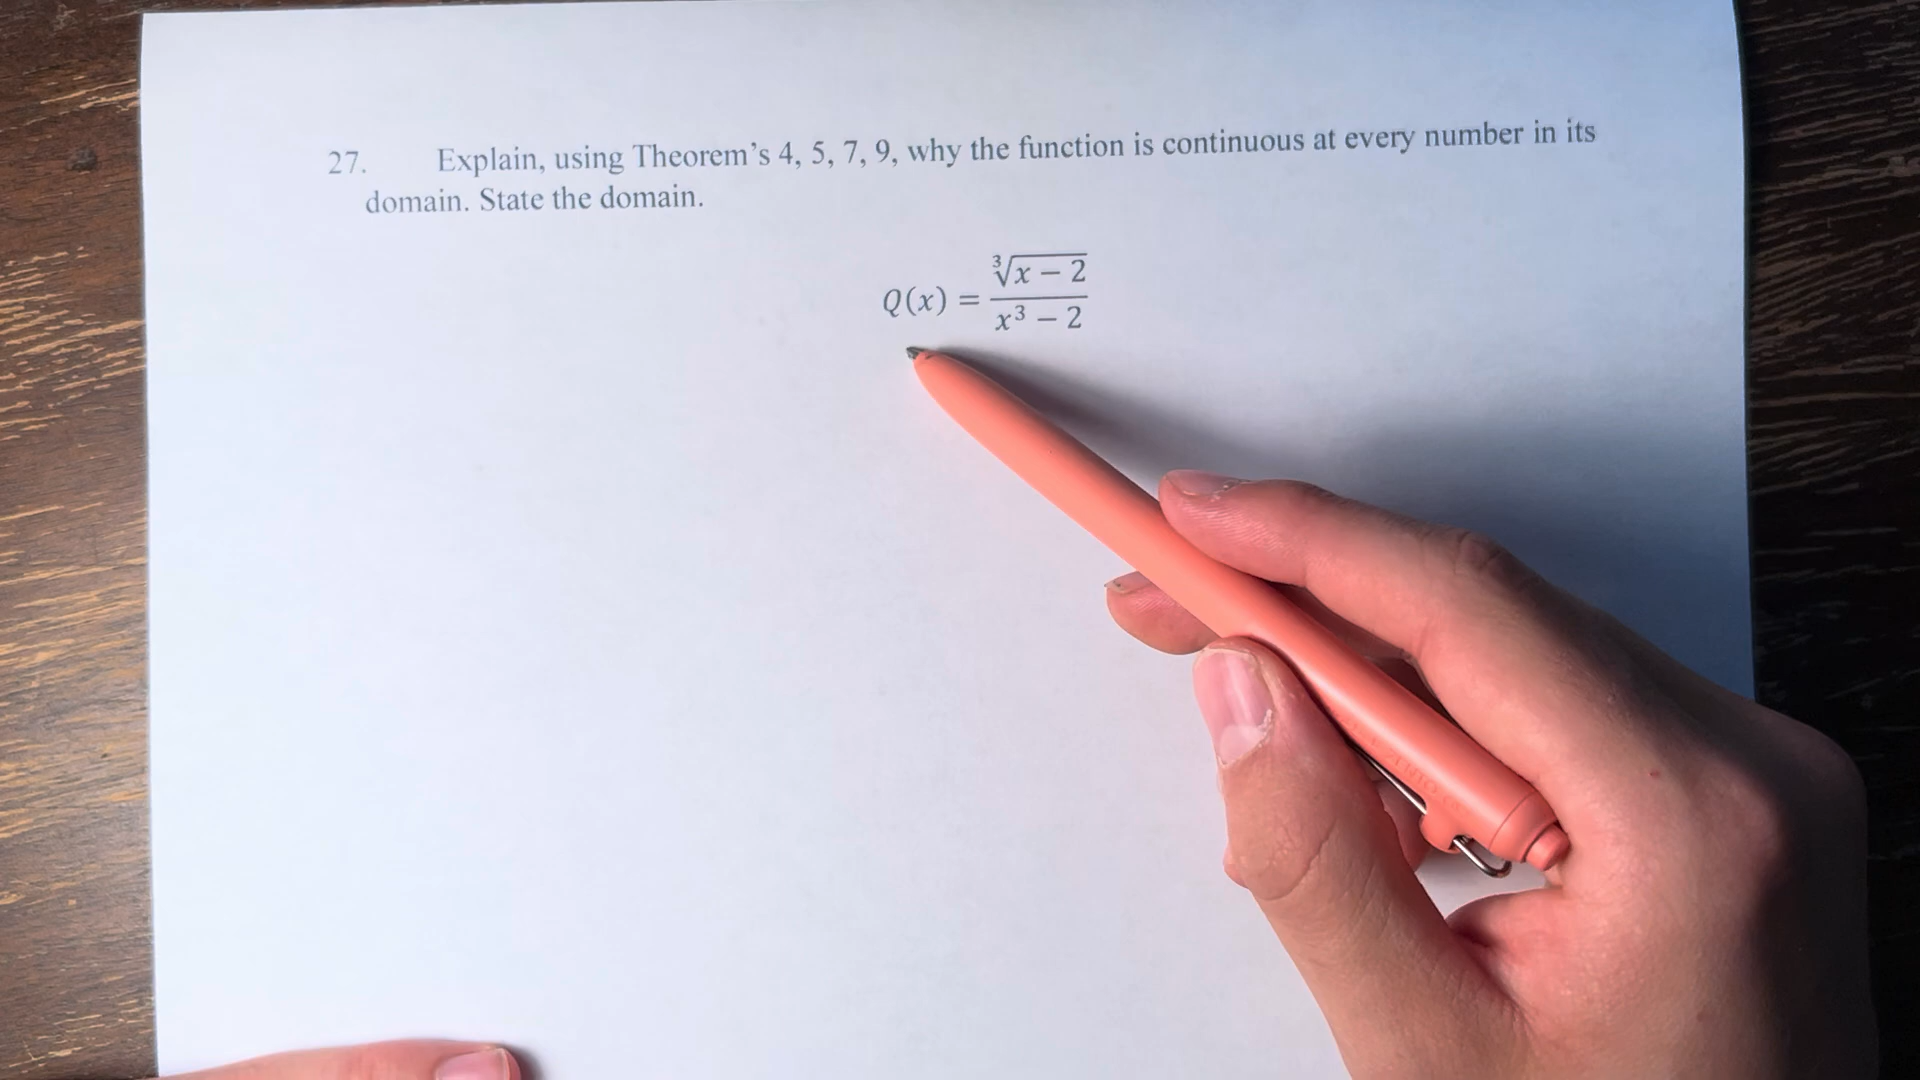 27. Explain, using Theorem’s 4, 5, 7, 9, why the function is continuous at every number in its
domain. State the domain.
Q(x) = ∛(x − 2) / (x³ − 2)